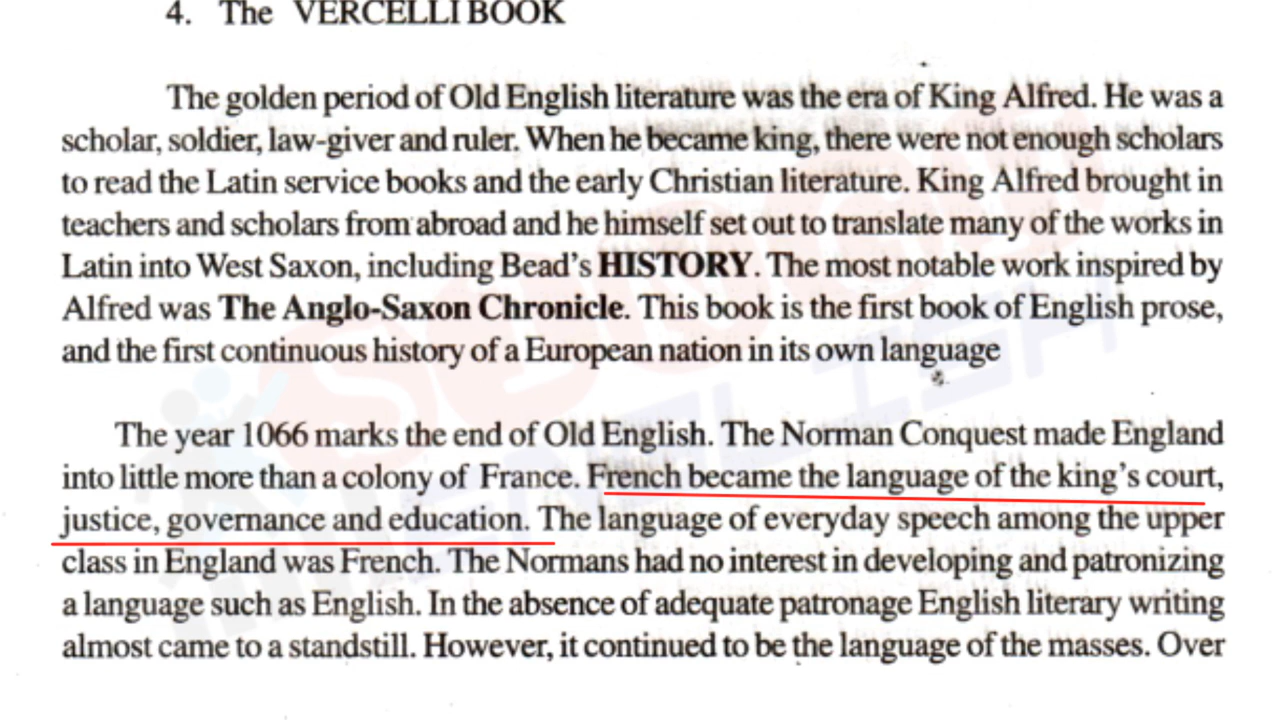 4. The VERCELLI BOOK
The golden period of Old English literature was the era of King Alfred. He was a
scholar, soldier, law-giver and ruler. When he became king, there were not enough scholars
to read the Latin service books and the early Christian literature. King Alfred brought in
teachers and scholars from abroad and he himself set out to translate many of the works in
Latin into West Saxon, including Bead's HISTORY. The most notable work inspired by
Alfred was The Anglo-Saxon Chronicle. This book is the first book of English prose,
and the first continuous history of a European nation in its own language
The year 1066 marks the end of Old English. The Norman Conquest made England
into little more than a colony of France. French became the language of the king's court,
justice, governance and education. The language of everyday speech among the upper
class in England was French. The Normans had no interest in developing and patronizing
a language such as English. In the absence of adequate patronage English literary writing
almost came to a standstill. However, it continued to be the language of the masses. Over